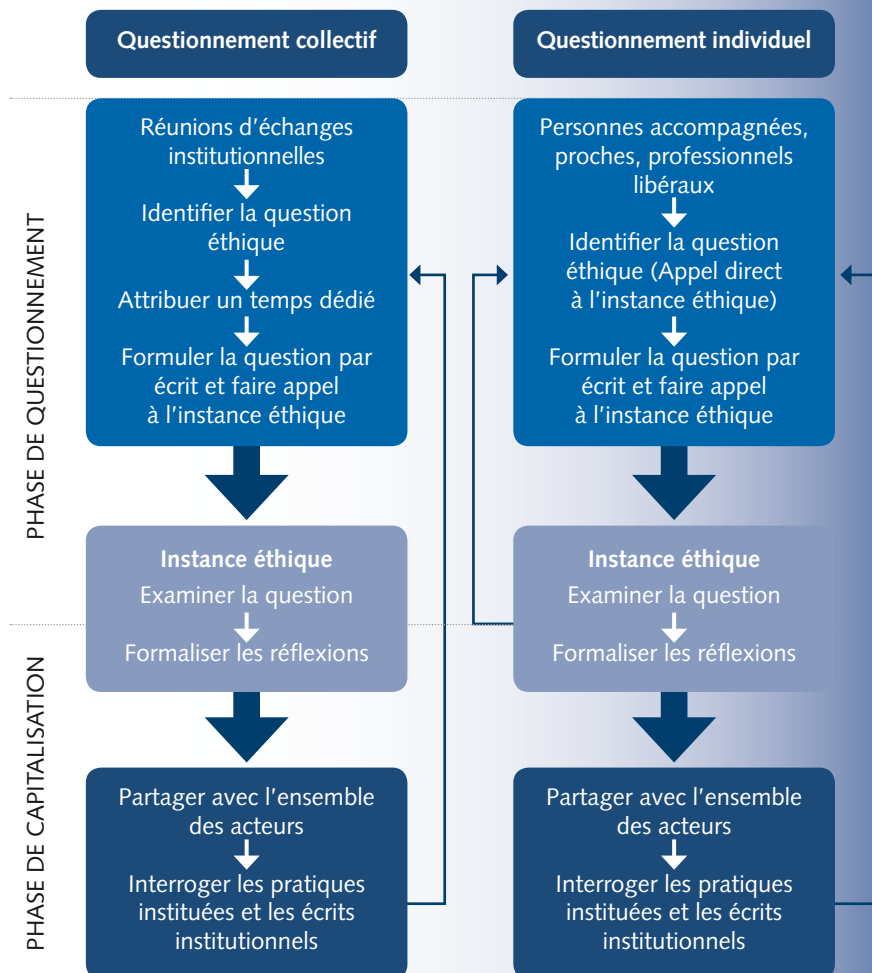 Questionnement collectif
Questionnement individuel
PHASE DE QUESTIONNEMENT
Réunions d'échanges
institutionnelles
Identifier la question
éthique
Attribuer un temps dédié
Formuler la question par
écrit et faire appel
à l'instance éthique
Personnes accompagnées,
proches, professionnels
libéraux
Identifier la question
éthique (Appel direct
à l'instance éthique)
Formuler la question par
écrit et faire appel
à l'instance éthique
Instance éthique
Examiner la question
Formaliser les réflexions
Instance éthique
Examiner la question
Formaliser les réflexions
PHASE DE CAPITALISATION
Partager avec l'ensemble
des acteurs
Interroger les pratiques
instituées et les écrits
institutionnels
Partager avec l'ensemble
des acteurs
Interroger les pratiques
instituées et les écrits
institutionnels